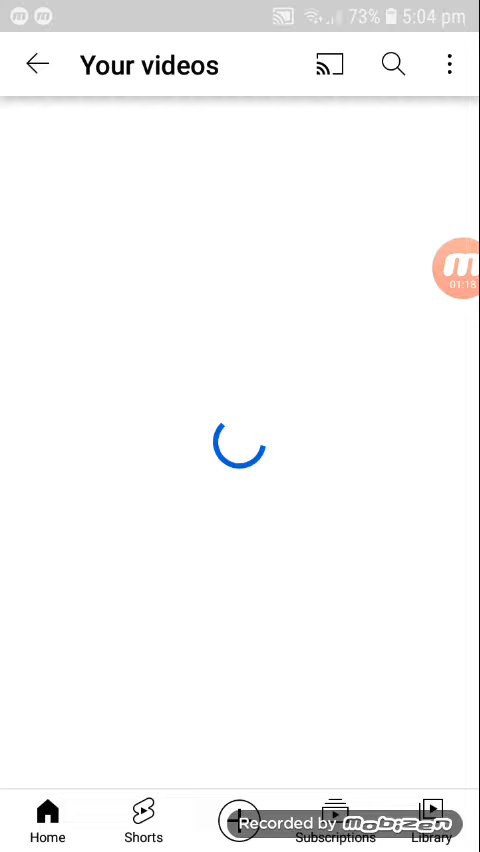 73% 5:04 pm
Your videos
01:18
Home
Shorts
Subscriptions
Library
Recorded by mobizen